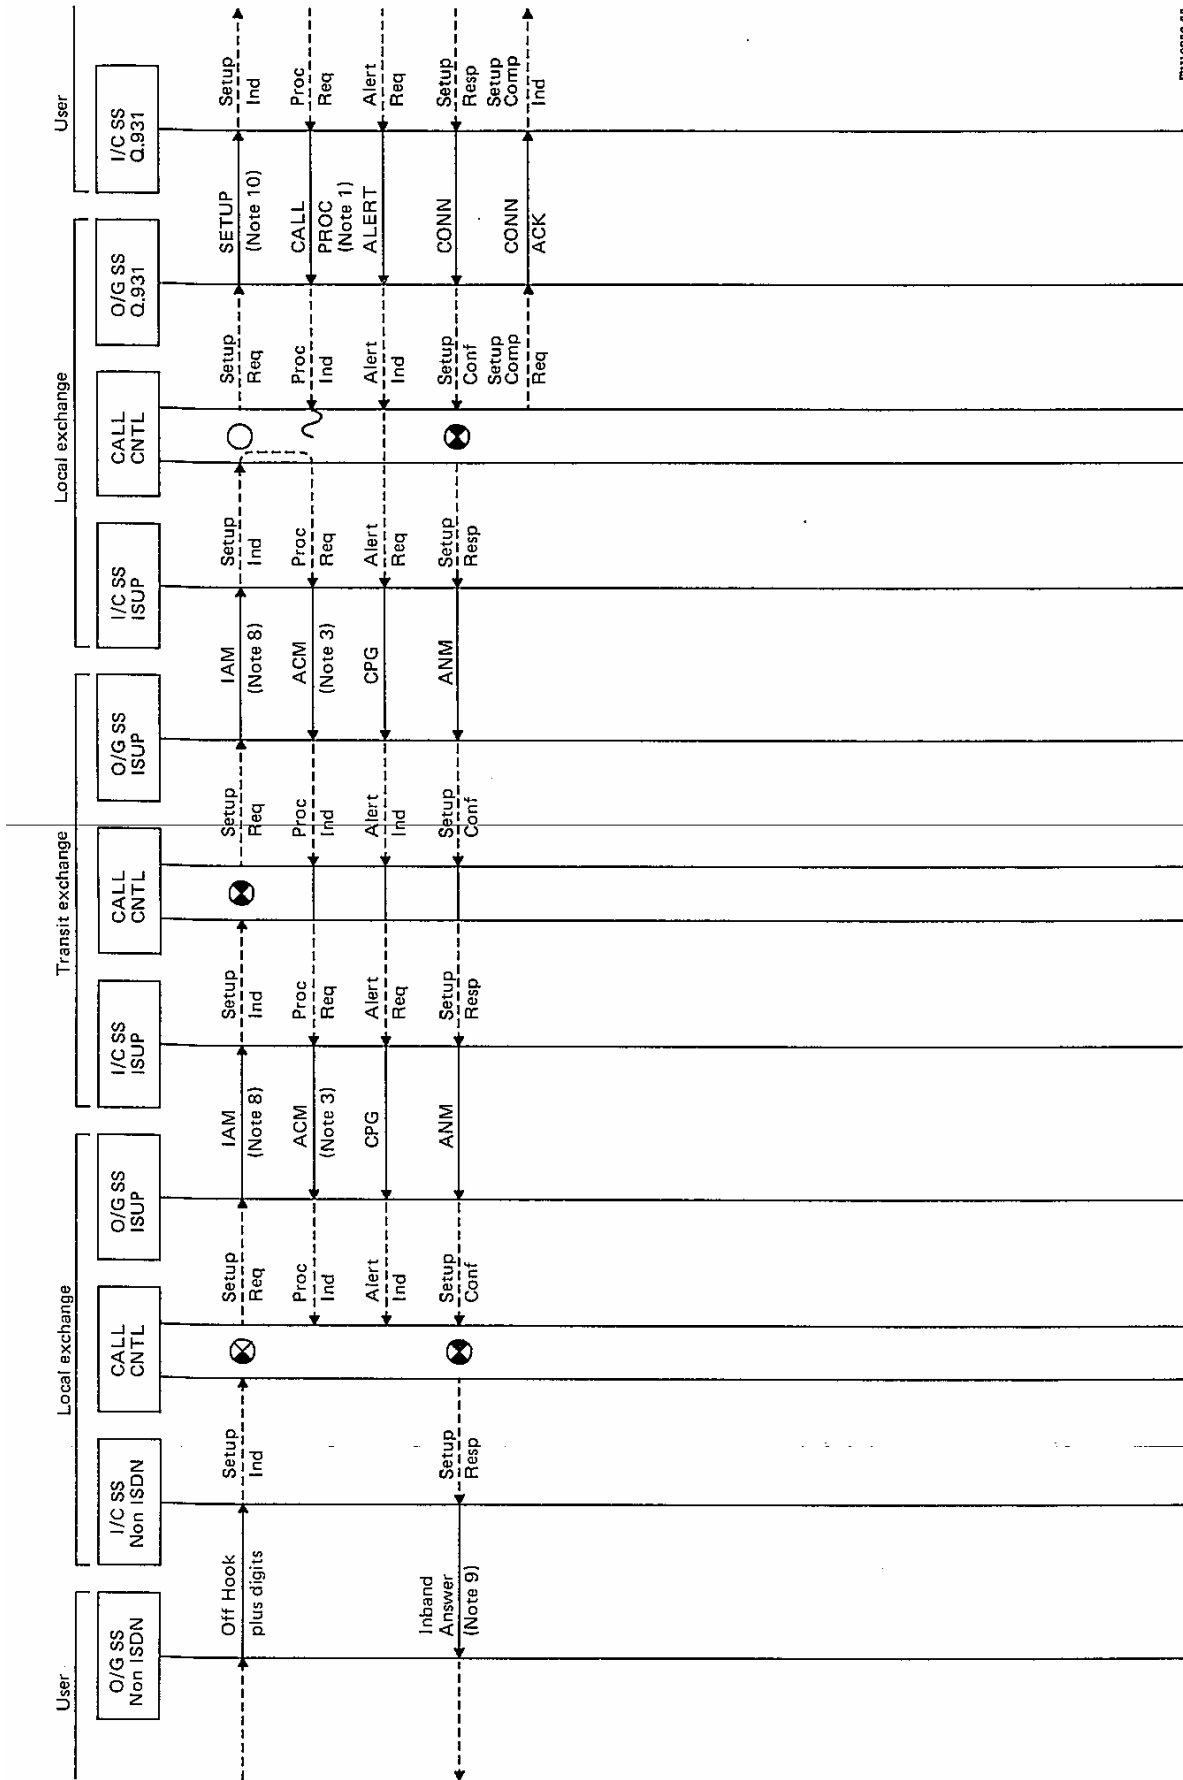 User
Local exchange
Transit exchange
Local exchange
User
O/G SS
Non ISDN
I/C SS
Non ISDN
CALL
CNTL
O/G SS
ISUP
I/C SS
ISUP
CALL
CNTL
O/G SS
ISUP
I/C SS
ISUP
CALL
CNTL
O/G SS
Q.931
I/C SS
Q.931
Off Hook
plus digits
Setup
Ind
Setup
Req
IAM
(Note 8)
Setup
Ind
Setup
Req
IAM
(Note 8)
Setup
Ind
Setup
Req
SETUP
(Note 10)
Setup
Ind
Proc
Ind
ACM
(Note 3)
Proc
Req
Proc
Ind
ACM
(Note 3)
Proc
Req
Proc
Ind
CALL
PROC
(Note 1)
Proc
Req
Alert
Ind
CPG
Alert
Req
Alert
Ind
CPG
Alert
Req
Alert
Ind
ALERT
Alert
Req
Inband
Answer
(Note 9)
Setup
Resp
Setup
Conf
ANM
Setup
Resp
Setup
Conf
ANM
Setup
Resp
Setup
Conf
CONN
Setup
Resp
Setup
Comp
Req
CONN
ACK
Setup
Comp
Ind